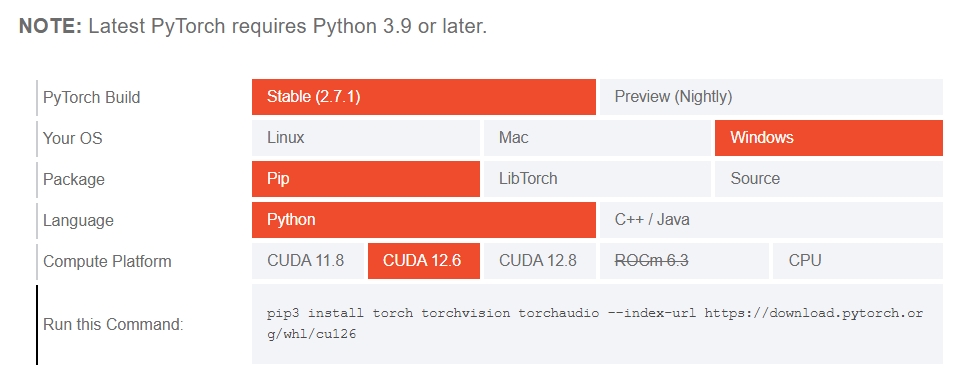 NOTE: Latest PyTorch requires Python 3.9 or later.
PyTorch Build Stable (2.7.1) Preview (Nightly)
Your OS Linux Mac Windows
Package Pip LibTorch Source
Language Python C++ / Java
Compute Platform CUDA 11.8 CUDA 12.6 CUDA 12.8 ROCm 6.3 CPU
Run this Command: pip3 install torch torchvision torchaudio --index-url https://download.pytorch.or
g/whl/cu126